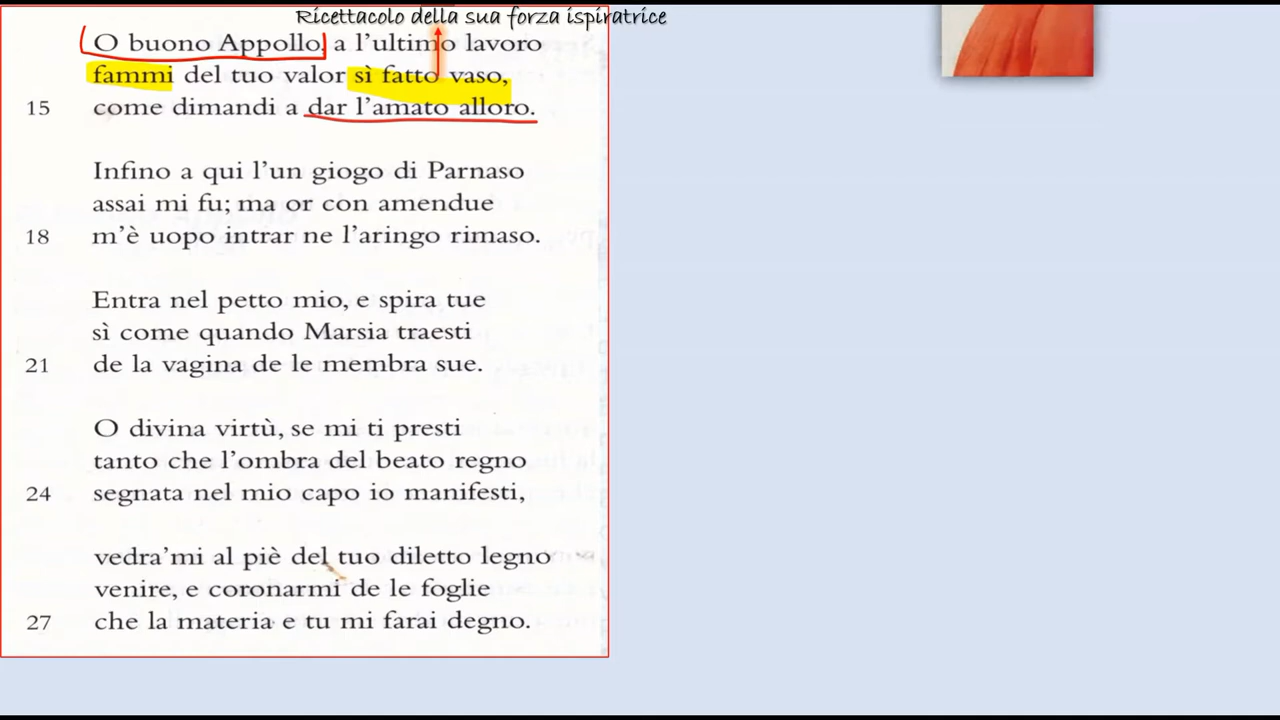 Ricettacolo della sua forza ispiratrice
O buono Appollo, a l'ultimo lavoro
fammi del tuo valor sì fatto vaso,
15 come dimandi a dar l'amato alloro.
Infino a qui l'un giogo di Parnaso
assai mi fu; ma or con amendue
18 m'è uopo intrar ne l'aringo rimaso.
Entra nel petto mio, e spira tue
sì come quando Marsia traesti
21 de la vagina de le membra sue.
O divina virtù, se mi ti presti
tanto che l'ombra del beato regno
24 segnata nel mio capo io manifesti,
vedra'mi al piè del tuo diletto legno
venire, e coronarmi de le foglie
27 che la materia e tu mi farai degno.